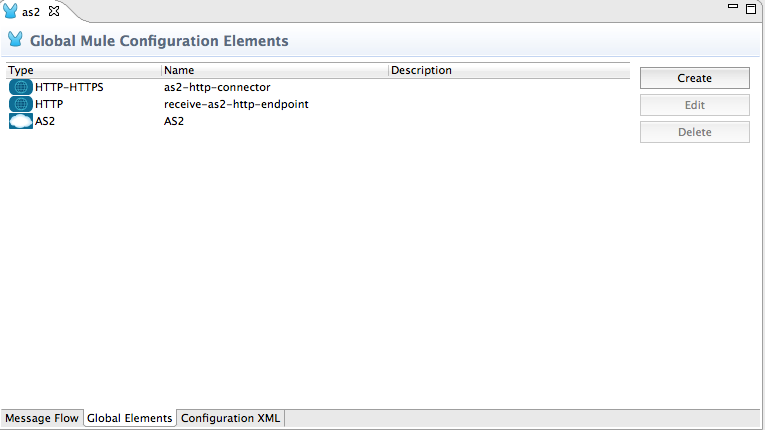 as2
Global Mule Configuration Elements
Type Name Description
HTTP-HTTPS as2-http-connector
HTTP receive-as2-http-endpoint
AS2 AS2
Create
Edit
Delete
Message Flow Global Elements Configuration XML